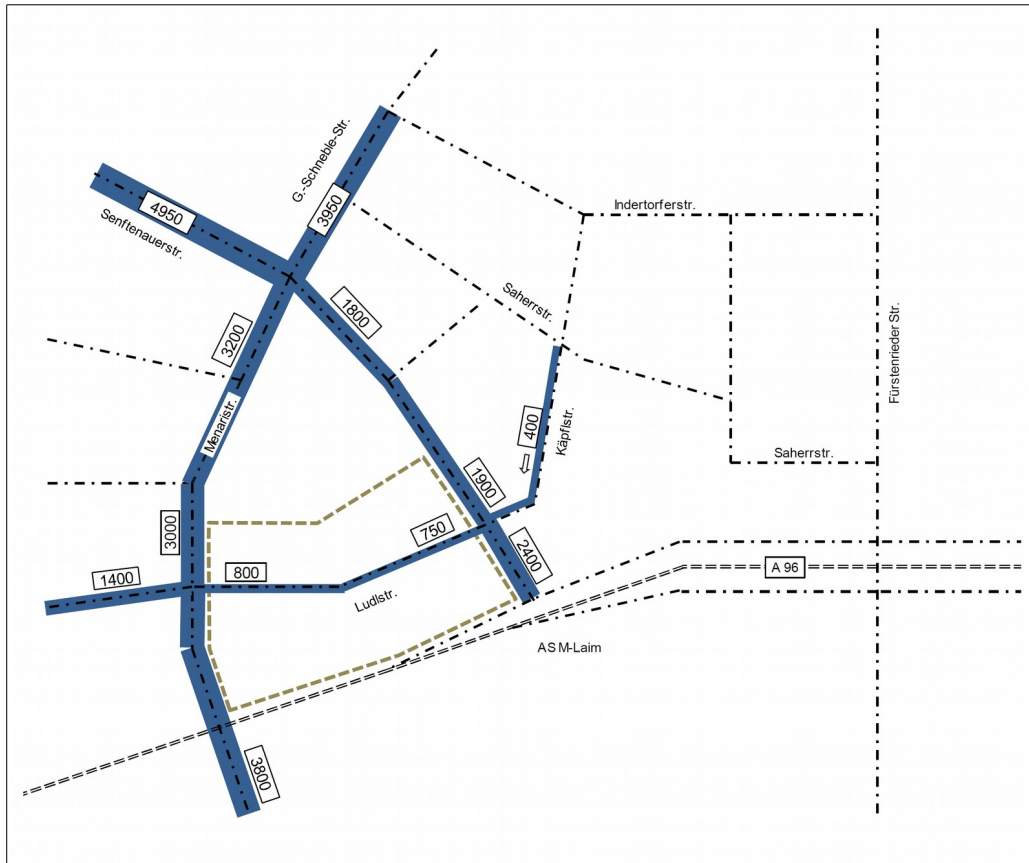 G.-Schneble-Str.
3950
4950
Senftenauerstr.
Indertorferstr.
1800
Saherrstr.
3200
Fürstenrieder Str.
Menaristr.
400
Käpflstr.
Saherrstr.
1900
3000
750
2400
1400
800
A 96
Ludlstr.
AS M-Laim
3800